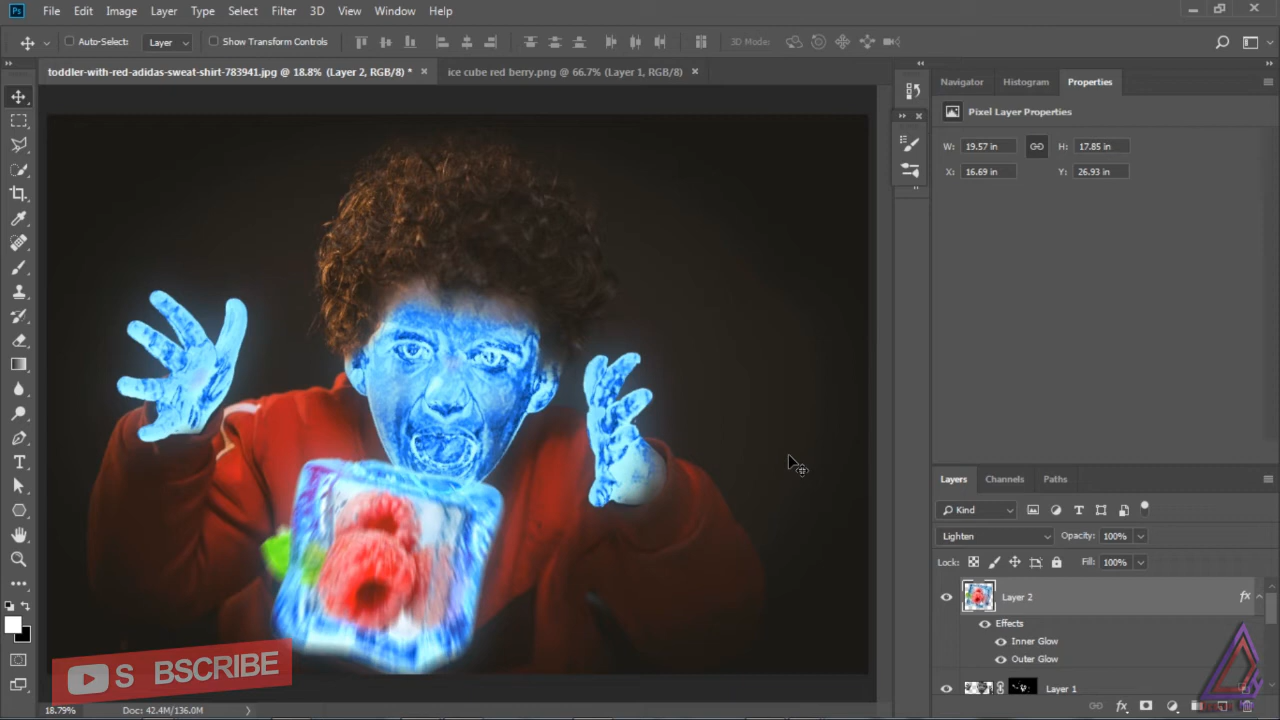 Ps File Edit Image Layer Type Select Filter 3D View Window Help
Auto-Select: Layer Show Transform Controls 3D Mode:
toddler-with-red-adidas-sweat-shirt-783941.jpg @ 18.8% (Layer 2, RGB/8) * ice cube red berry.png @ 66.7% (Layer 1, RGB/8)
Navigator Histogram Properties
Pixel Layer Properties
W: 19.57 in H: 17.85 in
X: 16.69 in Y: 26.93 in
Layers Channels Paths
Kind
Lighten Opacity: 100%
Lock: Fill: 100%
Layer 2 fx
Effects
Inner Glow
Outer Glow
Layer 1
S BSCRIBE
18.79% Doc: 42.4M/136.0M
fx